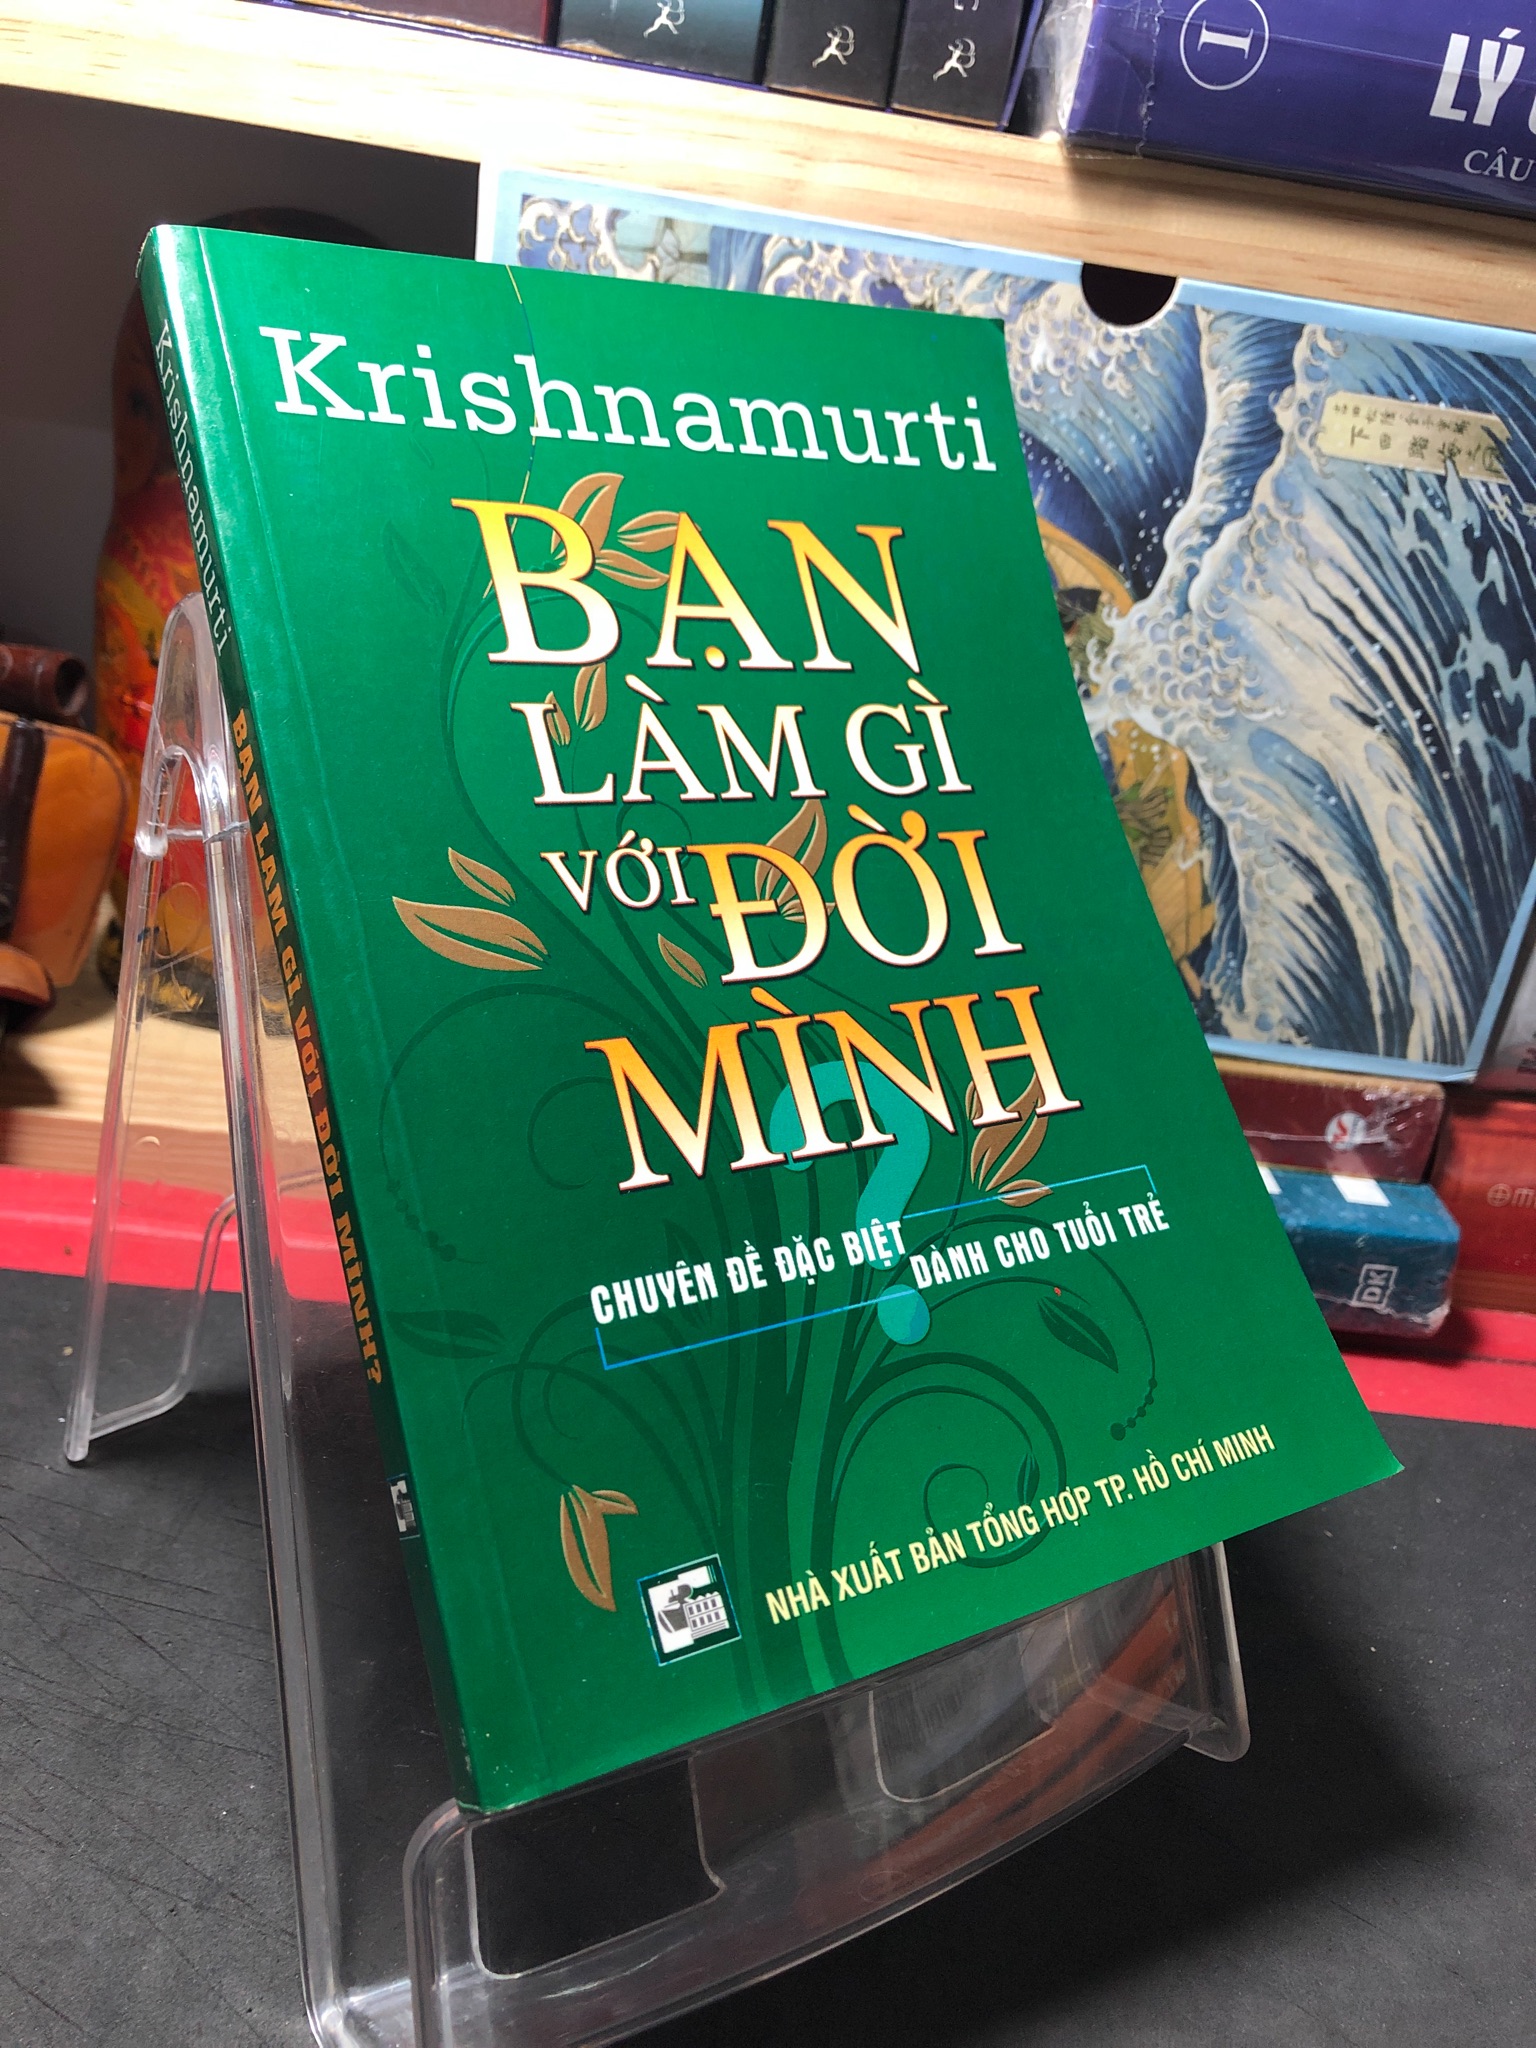 LÝ
CÂU
I
Krishnamurti
BẠN
LÀM GÌ
VỚI ĐỜI
MÌNH
?
CHUYÊN ĐỀ ĐẶC BIỆT
DÀNH CHO TUỔI TRẺ
NHÀ XUẤT BẢN TỔNG HỢP TP. HỒ CHÍ MINH
Krishnamurti BẠN LÀM GÌ VỚI ĐỜI MÌNH?
DK